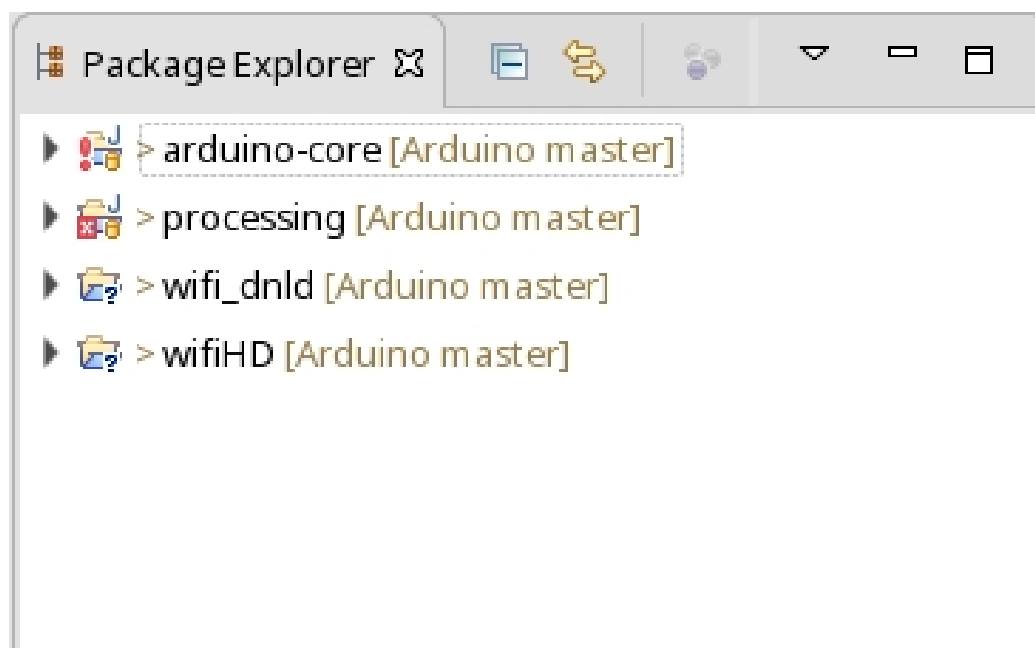 Package Explorer
> arduino-core [Arduino master]
> processing [Arduino master]
> wifi_dnld [Arduino master]
> wifiHD [Arduino master]